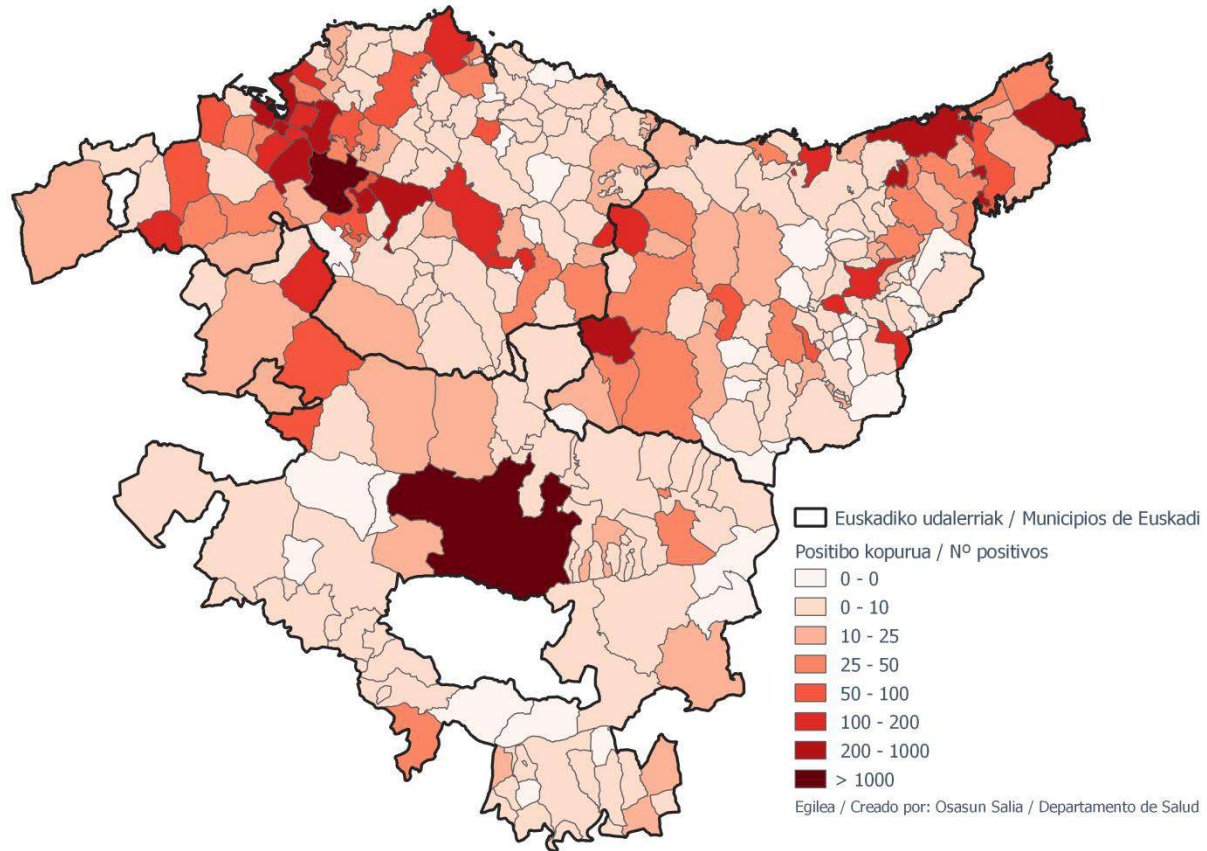 Euskadiko udalerriak / Municipios de Euskadi
Positibo kopurua / Nº positivos
0 - 0
0 - 10
10 - 25
25 - 50
50 - 100
100 - 200
200 - 1000
> 1000
Egilea / Creado por: Osasun Salia / Departamento de Salud